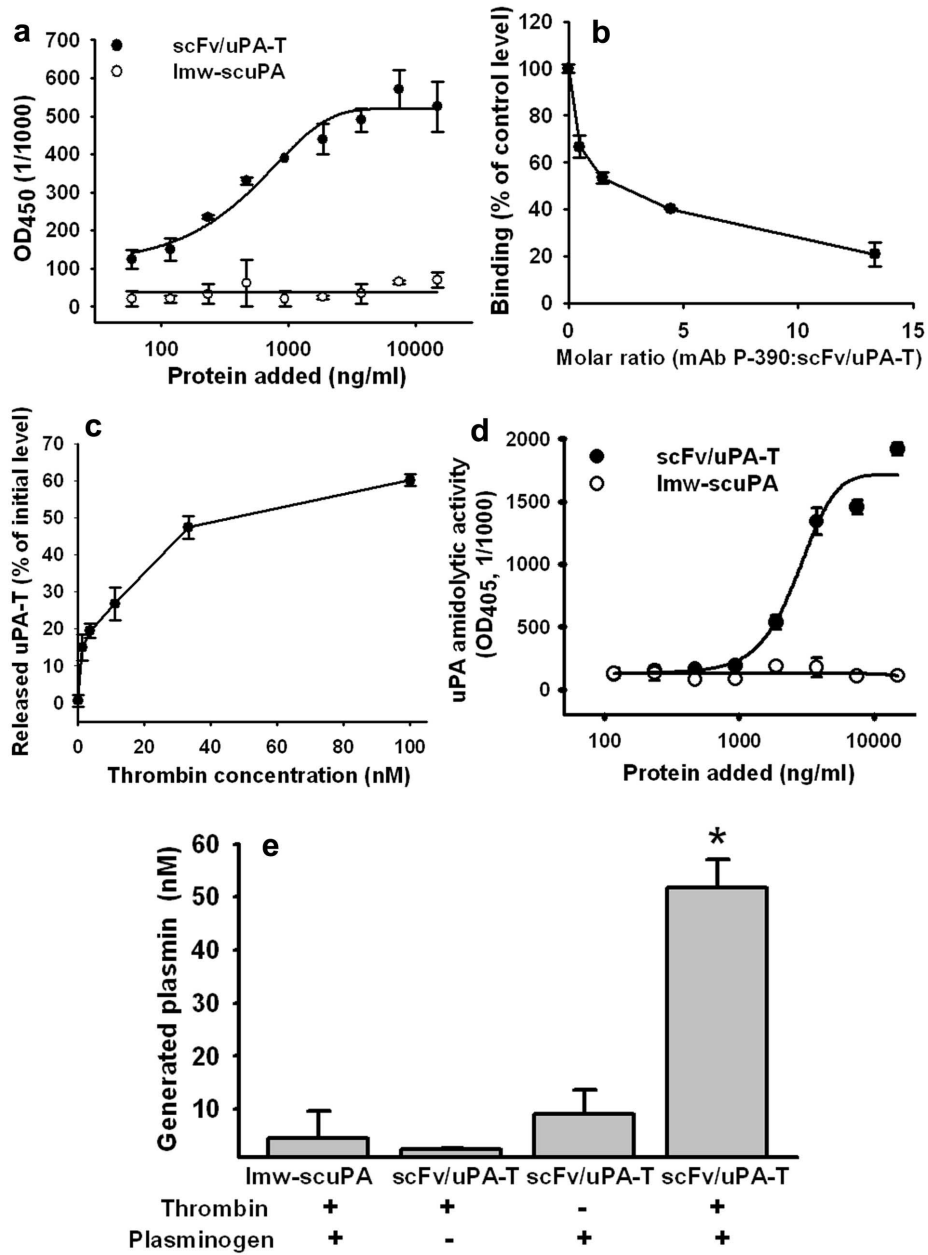 a
scFv/uPA-T
lmw-scuPA
OD450 (1/1000)
700
600
500
400
300
200
100
0
100 1000 10000
Protein added (ng/ml)
b
Binding (% of control level)
120
100
80
60
40
20
0
0 5 10 15
Molar ratio (mAb P-390:scFv/uPA-T)
c
Released uPA-T (% of initial level)
70
60
50
40
30
20
10
0
0 20 40 60 80 100
Thrombin concentration (nM)
d
scFv/uPA-T
lmw-scuPA
uPA amidolytic activity
(OD405, 1/1000)
2000
1500
1000
500
0
100 1000 10000
Protein added (ng/ml)
e
*
Generated plasmin (nM)
60
50
40
30
20
10
lmw-scuPA scFv/uPA-T scFv/uPA-T scFv/uPA-T
Thrombin + + - +
Plasminogen + - + +